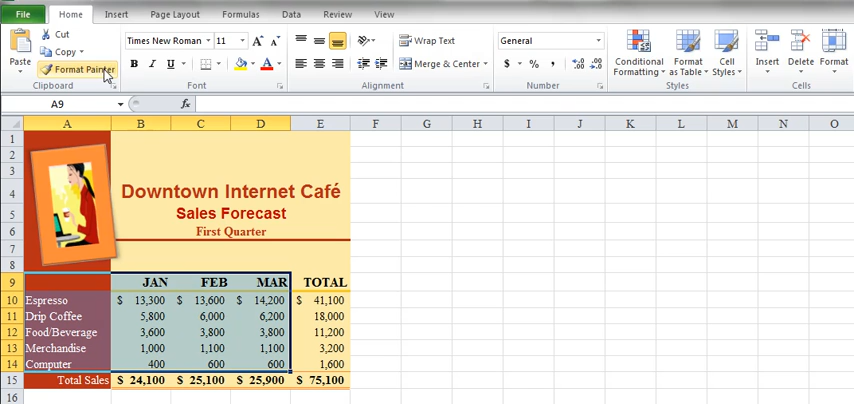 File Home Insert Page Layout Formulas Data Review View
Cut
Copy
Format Painter
Paste
Times New Roman 11 A A
B I U A
Wrap Text
Merge & Center
General
$ % , .0 .00 .00 .0
Conditional Formatting
Format as Table
Cell Styles
Insert Delete Format
Clipboard Font Alignment Number Styles Cells
A9 fx
A B C D E F G H I J K L M N O
1
2
3
4 Downtown Internet Café
5 Sales Forecast
6 First Quarter
7
8
9 JAN FEB MAR TOTAL
10 Espresso $ 13,300 $ 13,600 $ 14,200 $ 41,100
11 Drip Coffee 5,800 6,000 6,200 18,000
12 Food/Beverage 3,600 3,800 3,800 11,200
13 Merchandise 1,000 1,100 1,100 3,200
14 Computer 400 600 600 1,600
15 Total Sales $ 24,100 $ 25,100 $ 25,900 $ 75,100
16